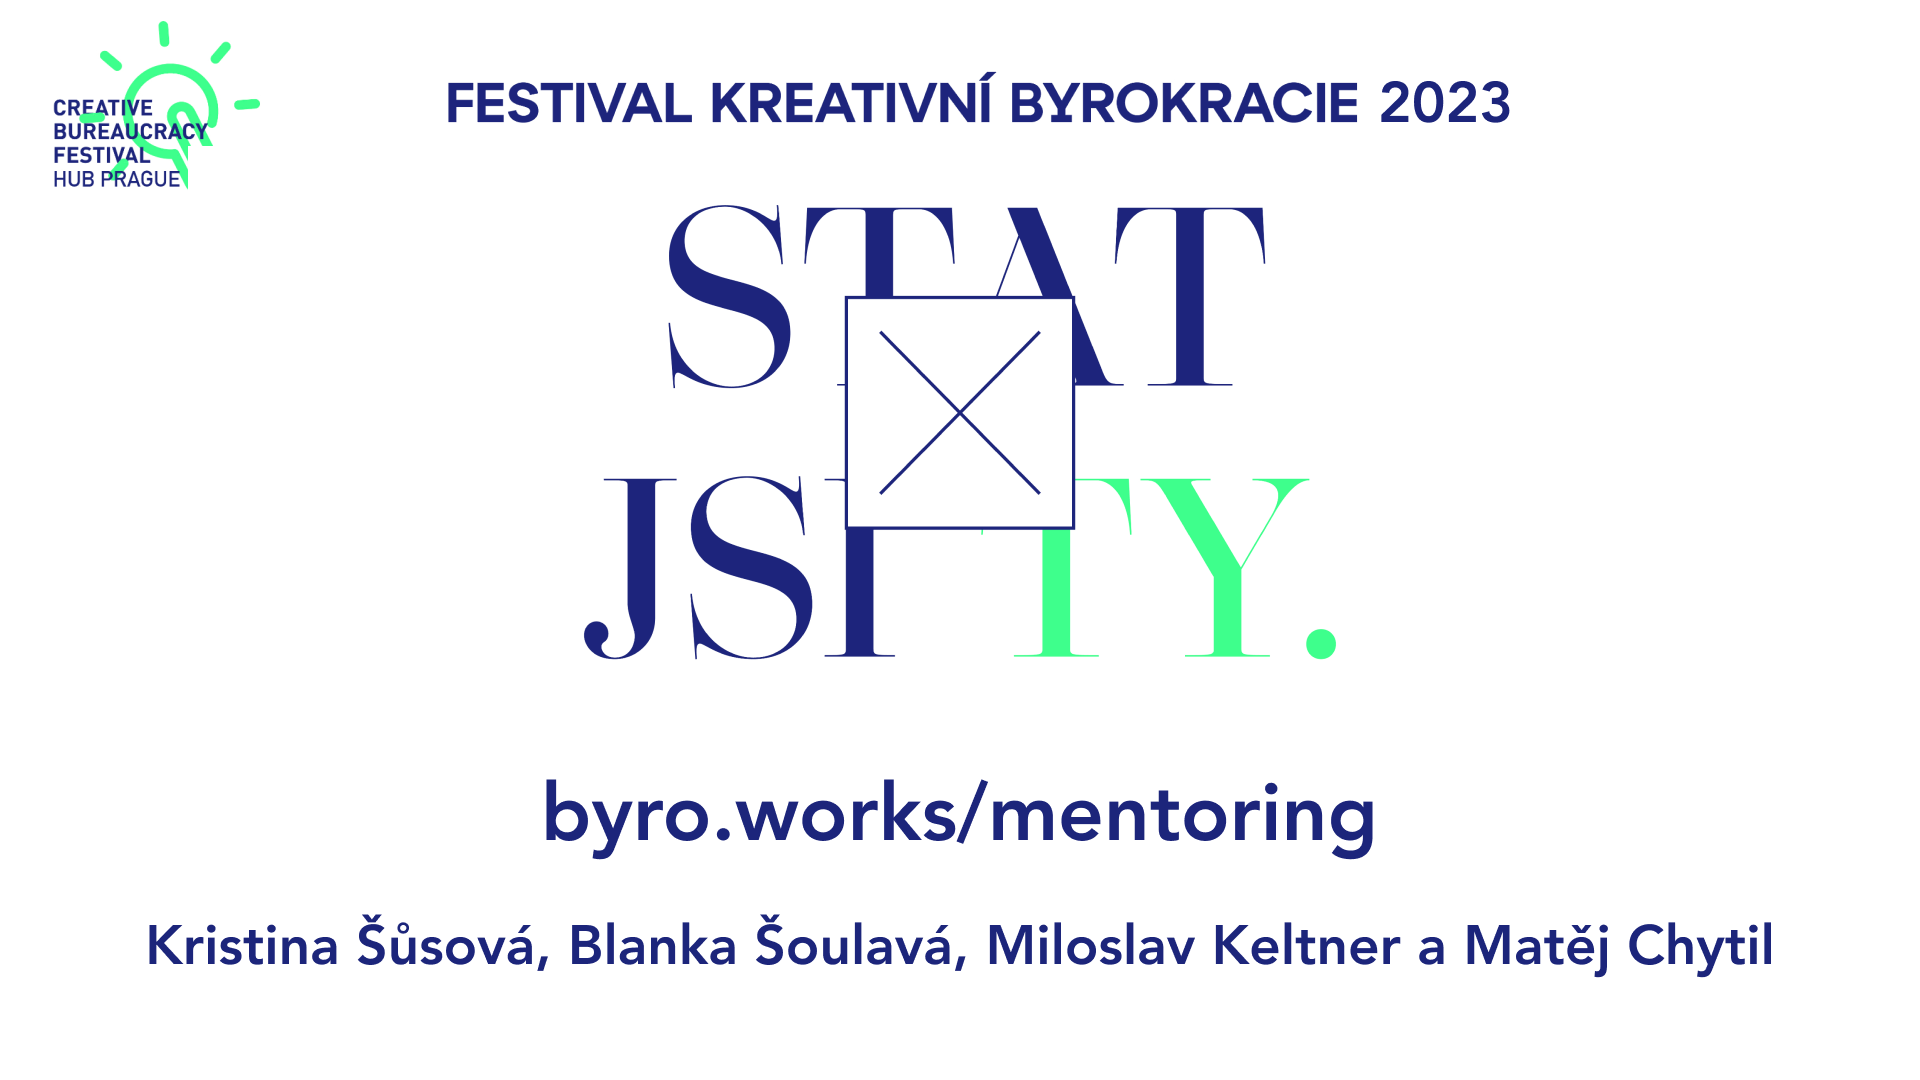 CREATIVE
BUREAUCRACY
FESTIVAL
HUB PRAGUE
FESTIVAL KREATIVNÍ BYROKRACIE 2023
STAT
JSI TY.
byro.works/mentoring
Kristina Šůsová, Blanka Šoulavá, Miloslav Keltner a Matěj Chytil